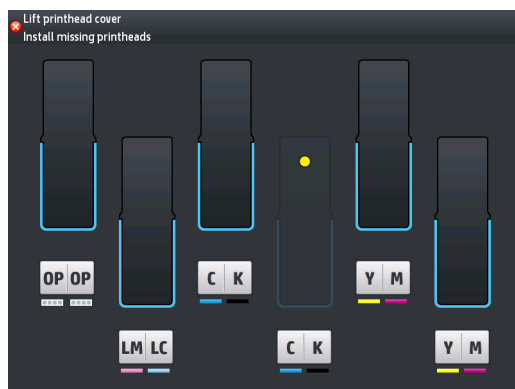 Lift printhead cover
Install missing printheads
OP OP
C K
Y M
LM LC
C K
Y M